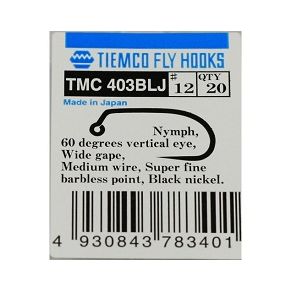 TIEMCO FLY HOOKS
TMC 403BLJ # 12 QTY 20
Made in Japan
Nymph,
60 degrees vertical eye,
Wide gape,
Medium wire, Super fine
barbless point, Black nickel.
4 930843 783401